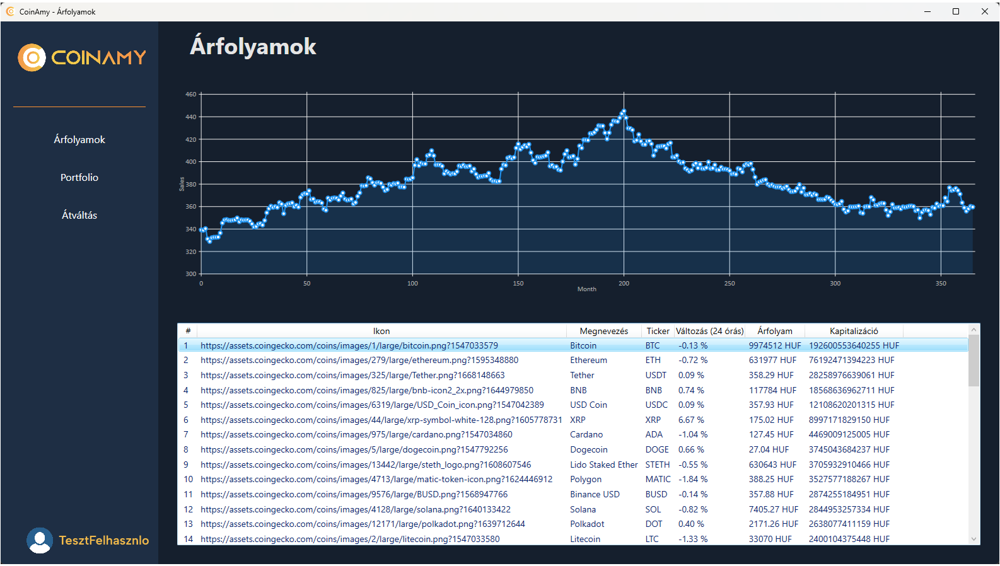 CoinAmy - Árfolyamok
COINAMY
Árfolyamok
Portfolio
Átváltás
TesztFelhasznlo
Árfolyamok
460
440
420
400
380
360
340
320
300
Sales
0 50 100 150 200 250 300 350
Month
# Ikon Megnevezés Ticker Változás (24 órás) Árfolyam Kapitalizáció
1 https://assets.coingecko.com/coins/images/1/large/bitcoin.png?1547033579 Bitcoin BTC -0.13 % 9974512 HUF 192600553640255 HUF
2 https://assets.coingecko.com/coins/images/279/large/ethereum.png?1595348880 Ethereum ETH -0.72 % 631977 HUF 76192471394223 HUF
3 https://assets.coingecko.com/coins/images/325/large/Tether.png?1668148663 Tether USDT 0.09 % 358.29 HUF 28258976639061 HUF
4 https://assets.coingecko.com/coins/images/825/large/bnb-icon2_2x.png?1644979850 BNB BNB 0.74 % 117784 HUF 18568636962711 HUF
5 https://assets.coingecko.com/coins/images/6319/large/USD_Coin_icon.png?1547042389 USD Coin USDC 0.09 % 357.93 HUF 12108620201315 HUF
6 https://assets.coingecko.com/coins/images/44/large/xrp-symbol-white-128.png?1605778731 XRP XRP 6.67 % 175.02 HUF 8997171829150 HUF
7 https://assets.coingecko.com/coins/images/975/large/cardano.png?1547034860 Cardano ADA -1.04 % 127.45 HUF 4469009125005 HUF
8 https://assets.coingecko.com/coins/images/5/large/dogecoin.png?1547792256 Dogecoin DOGE 0.66 % 27.04 HUF 3745043684237 HUF
9 https://assets.coingecko.com/coins/images/13442/large/steth_logo.png?1608607546 Lido Staked Ether STETH -0.55 % 630643 HUF 3705932910466 HUF
10 https://assets.coingecko.com/coins/images/4713/large/matic-token-icon.png?1624446912 Polygon MATIC -1.84 % 388.25 HUF 3527577188267 HUF
11 https://assets.coingecko.com/coins/images/9576/large/BUSD.png?1568947766 Binance USD BUSD -0.14 % 357.88 HUF 2874255184951 HUF
12 https://assets.coingecko.com/coins/images/4128/large/solana.png?1640133422 Solana SOL -0.82 % 7405.27 HUF 2844953257334 HUF
13 https://assets.coingecko.com/coins/images/12171/large/polkadot.png?1639712644 Polkadot DOT 0.40 % 2171.26 HUF 2638077411159 HUF
14 https://assets.coingecko.com/coins/images/2/large/litecoin.png?1547033580 Litecoin LTC -1.33 % 33070 HUF 2400104375448 HUF